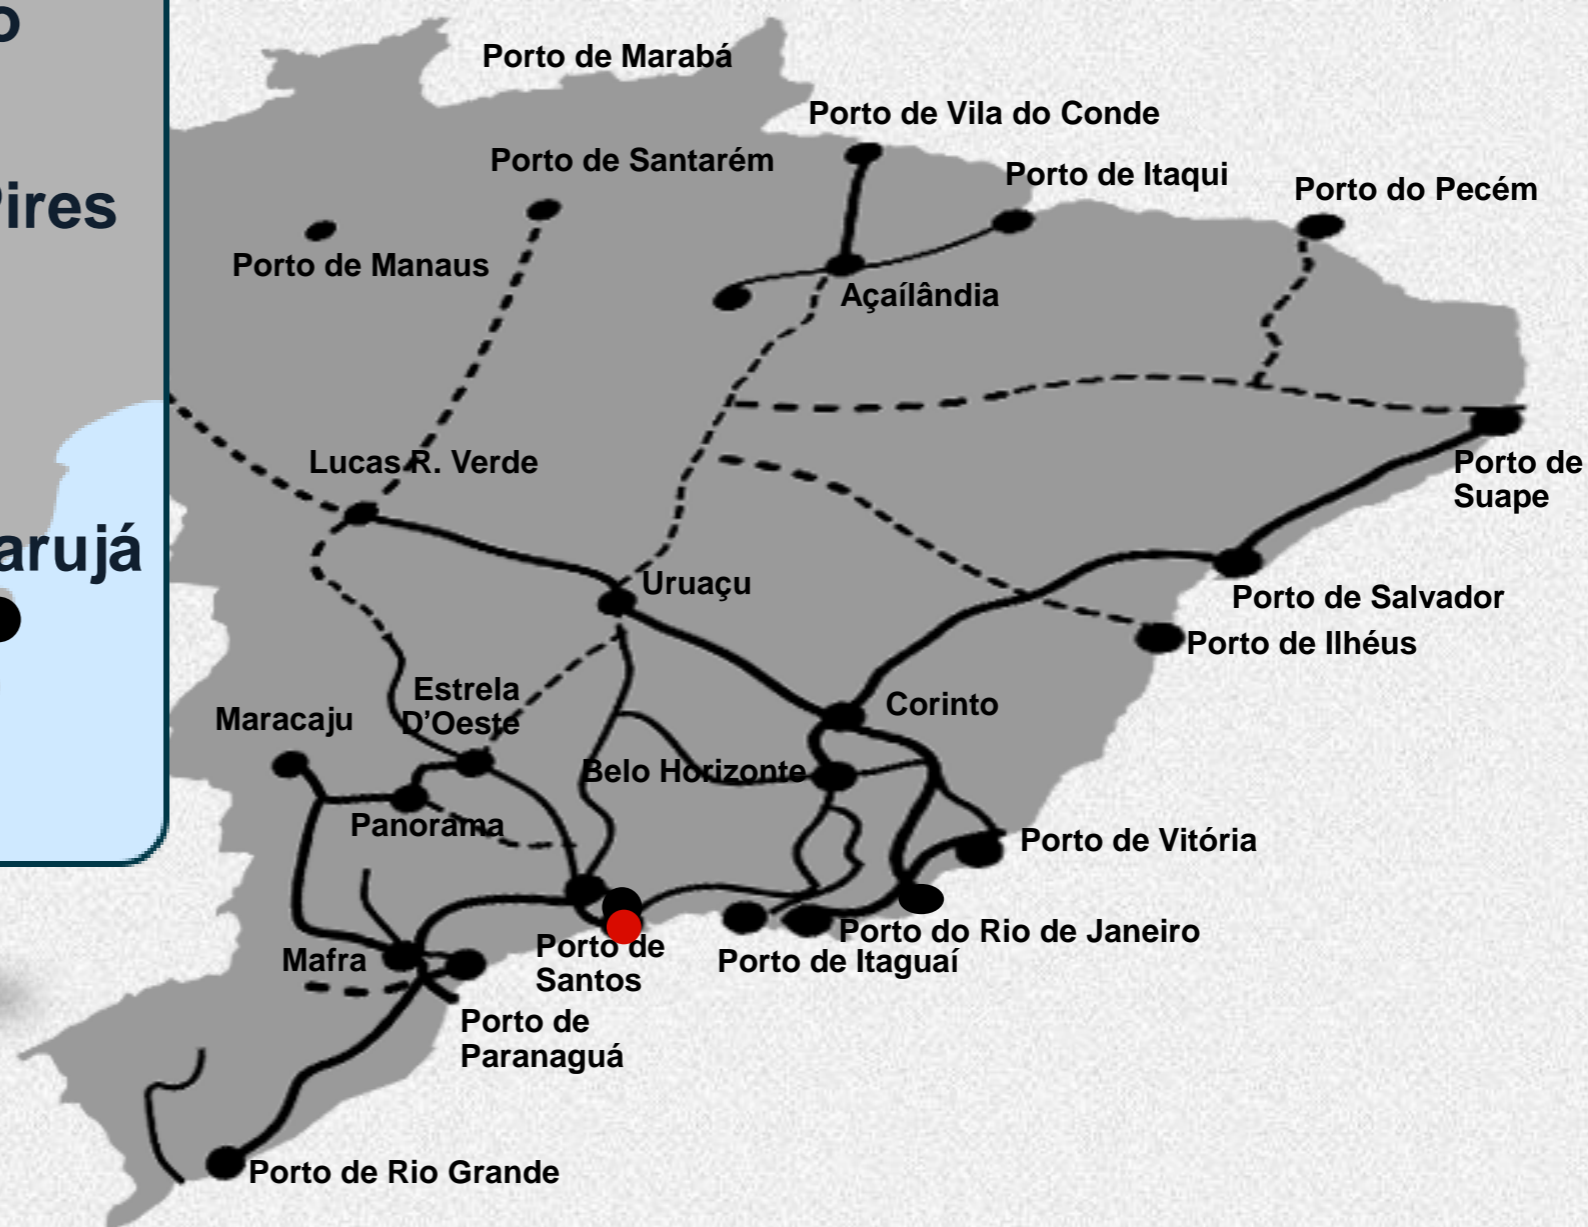 o
Pires
arujá
Porto de Marabá
Porto de Vila do Conde
Porto de Santarém
Porto de Itaqui
Porto do Pecém
Porto de Manaus
Açaílândia
Lucas R. Verde
Porto de
Suape
Uruaçu
Porto de Salvador
Porto de Ilhéus
Estrela
D’Oeste
Maracaju
Corinto
Belo Horizonte
Panorama
Porto de Vitória
Porto do Rio de Janeiro
Porto de Itaguaí
Porto de
Santos
Mafra
Porto de
Paranaguá
Porto de Rio Grande